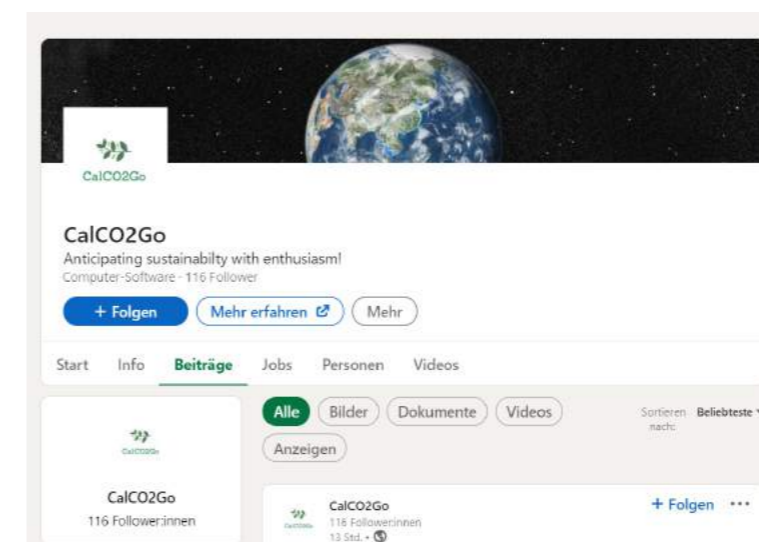 CalCO2Go
CalCO2Go
Anticipating sustainabilty with enthusiasm!
Computer-Software · 116 Follower
+ Folgen
Mehr erfahren
Mehr
Start Info Beiträge Jobs Personen Videos
Alle Bilder Dokumente Videos
Anzeigen
Sortieren nach: Beliebteste
CalCO2Go
CalCO2Go
116 Follower:innen
CalCO2Go
CalCO2Go
116 Follower:innen
13 Std. •
+ Folgen